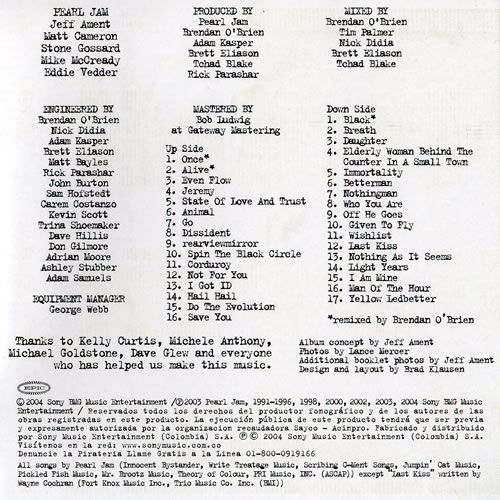 PEARL JAM
Jeff Ament
Matt Cameron
Stone Gossard
Mike McCready
Eddie Vedder
PRODUCED BY
Pearl Jam
Brendan O'Brien
Adam Kasper
Brett Eliason
Tchad Blake
Rick Parashar
MIXED BY
Brendan O'Brien
Tim Palmer
Nick Didia
Brett Eliason
Tchad Blake
ENGINEERED BY
Brendan O'Brien
Nick Didia
Adam Kasper
Brett Eliason
Matt Bayles
Rick Parashar
John Burton
Sam Hofstedt
Carem Costanzo
Kevin Scott
Trina Shoemaker
Dave Hillis
Don Gilmore
Adrian Moore
Ashley Stubber
Adam Samuels
EQUIPMENT MANAGER
George Webb
MASTERED BY
Bob Ludwig
at Gateway Mastering
Up Side
1. Once*
2. Alive*
3. Even Flow
4. Jeremy
5. State Of Love And Trust
6. Animal
7. Go
8. Dissident
9. rearviewmirror
10. Spin The Black Circle
11. Corduroy
12. Not For You
13. I Got ID
14. Hail Hail
15. Do The Evolution
16. Save You
Down Side
1. Black*
2. Breath
3. Daughter
4. Elderly Woman Behind The
Counter In A Small Town
5. Immortality
6. Betterman
7. Nothingman
8. Who You Are
9. Off He Goes
10. Given To Fly
11. Wishlist
12. Last Kiss
13. Nothing As It Seems
14. Light Years
15. I Am Mine
16. Man Of The Hour
17. Yellow Ledbetter
*remixed by Brendan O'Brien
Thanks to Kelly Curtis, Michele Anthony,
Michael Goldstone, Dave Glew and everyone
who has helped us make this music.
Album concept by Jeff Ament
Photos by Lance Mercer
Additional booklet photos by Jeff Ament
Design and layout by Brad Klausen
EPIC
©2004 Sony BMG Music Entertainment /℗2003 Pearl Jam, 1991-1996, 1998, 2000, 2002, 2003, 2004 Sony BMG Music
Entertainment / Reservados todos los derechos del productor fonográfico y de los autores de las
obras registradas en este producto. La ejecución pública de este producto tendrá que ser previa
y expresamente autorizada por la organizacion recaudadora Sayco - Acinpro. Fabricado y distribuido
por Sony Music Entertainment (Colombia) S.A. ℗ © 2004 Sony Music Entertainment (Colombia) S.A.
Visítenos en la red: www.sonymusic.com.co
Denuncie la Pirateria Llame Gratis a la Linea 01-800-0919166
All songs by Pearl Jam (Innocent Bystander, Write Treatage Music, Scribing C-Ment Songs, Jumpin' Cat Music,
Pickled Fish Music, Mr. Brootz Music, Theory of Colour, PRI Music, INC. (ASCAP)) except "Last Kiss" written by
Wayne Cochran (Fort Knox Music Inc., Trio Music Co. Inc. (BMI)).